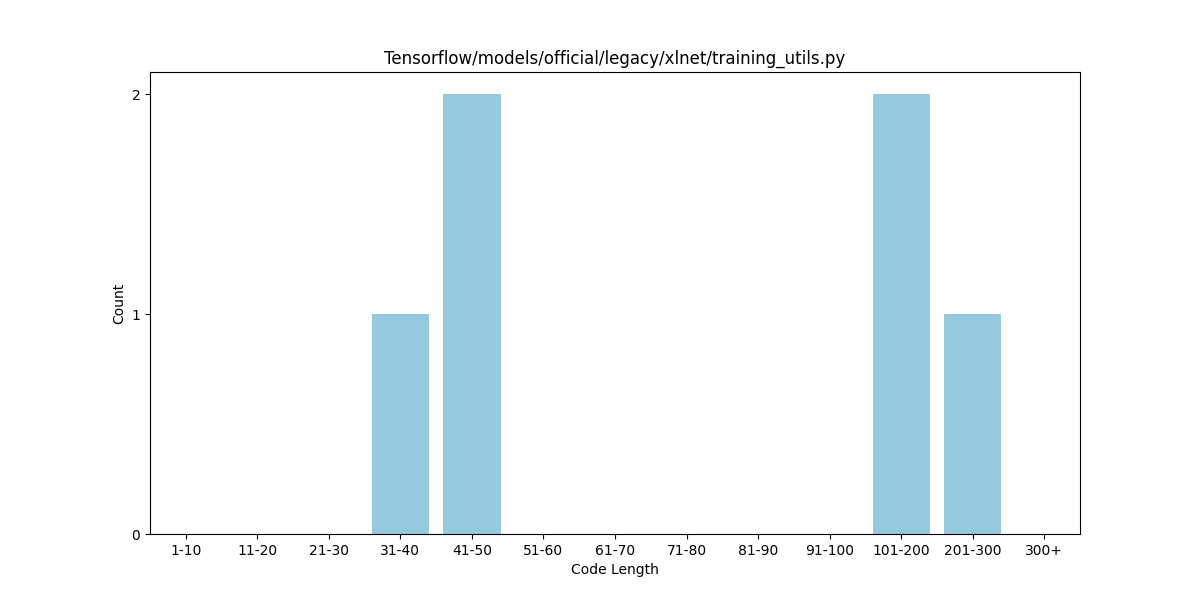 Tensorflow/models/official/legacy/xlnet/training_utils.py
2
Count
1
0
1-10 11-20 21-30 31-40 41-50 51-60 61-70 71-80 81-90 91-100 101-200 201-300 300+
Code Length